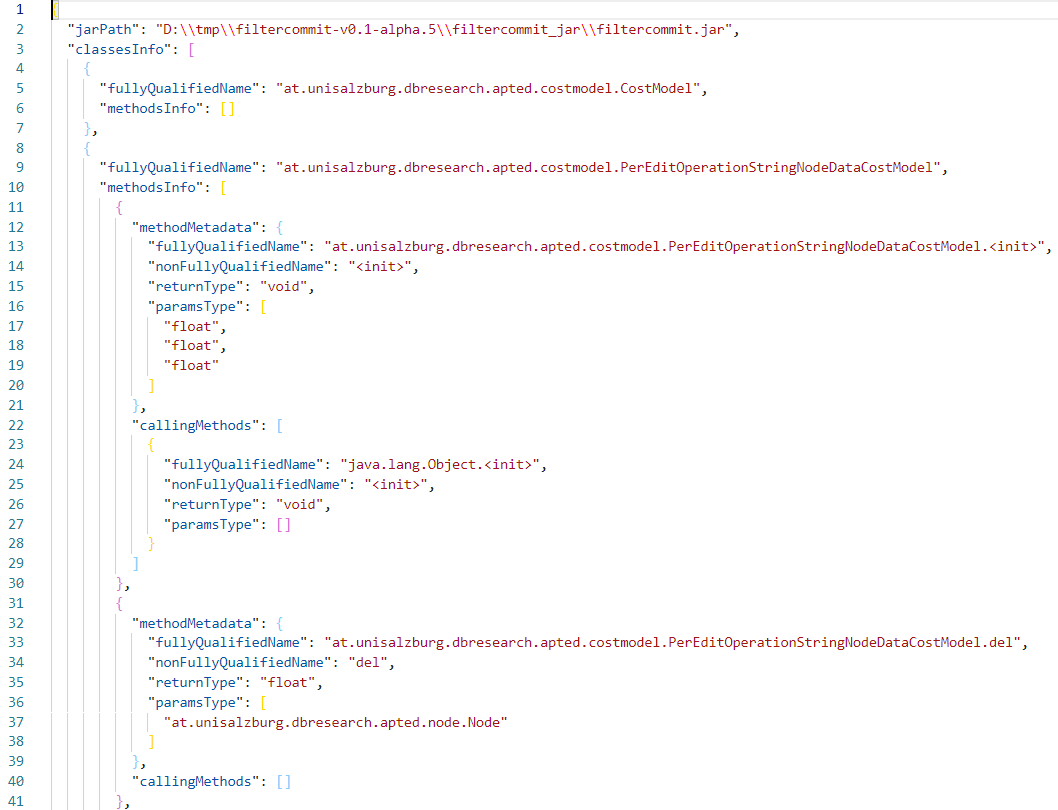 1 {
2 "jarPath": "D:\\tmp\\filtercommit-v0.1-alpha.5\\filtercommit_jar\\filtercommit.jar",
3 "classesInfo": [
4 {
5 "fullyQualifiedName": "at.unisalzburg.dbresearch.apted.costmodel.CostModel",
6 "methodsInfo": []
7 },
8 {
9 "fullyQualifiedName": "at.unisalzburg.dbresearch.apted.costmodel.PerEditOperationStringNodeDataCostModel",
10 "methodsInfo": [
11 {
12 "methodMetadata": {
13 "fullyQualifiedName": "at.unisalzburg.dbresearch.apted.costmodel.PerEditOperationStringNodeDataCostModel.<init>",
14 "nonFullyQualifiedName": "<init>",
15 "returnType": "void",
16 "paramsType": [
17 "float",
18 "float",
19 "float"
20 ]
21 },
22 "callingMethods": [
23 {
24 "fullyQualifiedName": "java.lang.Object.<init>",
25 "nonFullyQualifiedName": "<init>",
26 "returnType": "void",
27 "paramsType": []
28 }
29 ]
30 },
31 {
32 "methodMetadata": {
33 "fullyQualifiedName": "at.unisalzburg.dbresearch.apted.costmodel.PerEditOperationStringNodeDataCostModel.del",
34 "nonFullyQualifiedName": "del",
35 "returnType": "float",
36 "paramsType": [
37 "at.unisalzburg.dbresearch.apted.node.Node"
38 ]
39 },
40 "callingMethods": []
41 },